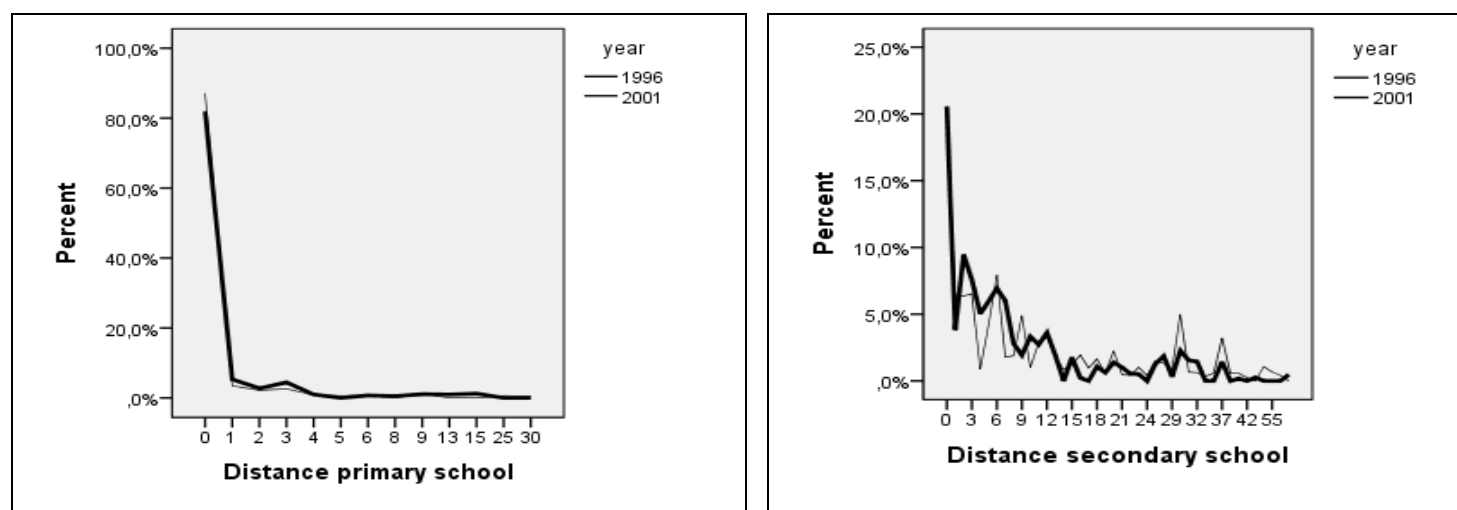 year
1996
2001
100,0%
80,0%
60,0%
40,0%
20,0%
,0%
Percent
0 1 2 3 4 5 6 8 9 13 15 25 30
Distance primary school
year
1996
2001
25,0%
20,0%
15,0%
10,0%
5,0%
,0%
Percent
0 3 6 9 12 15 18 21 24 29 32 37 42 55
Distance secondary school